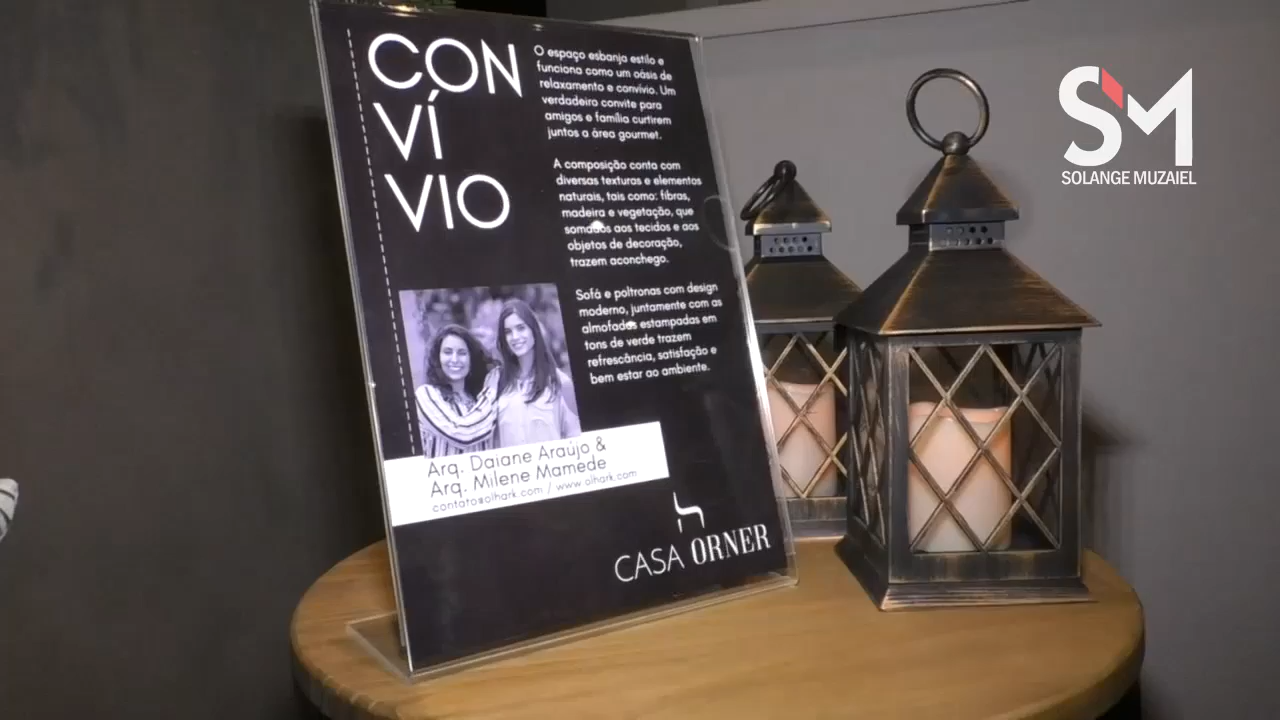 CON
VÍ
VIO
O espaço esbanja estilo e
funciona como um oásis de
relaxamento e convívio. Um
verdadeiro convite para
amigos e família curtirem
juntos a área gourmet.
A composição conta com
diversas texturas e elementos
naturais, tais como: fibras,
madeira e vegetação, que
somados aos tecidos e aos
objetos de decoração,
trazem aconchego.
Sofá e poltronas com design
moderno, juntamente com as
almofadas estampadas em
tons de verde trazem
refrescância, satisfação e
bem estar ao ambiente.
Arq. Daiane Araújo &
Arq. Milene Mamede
contato@olhark.com / www.olhark.com
CASA ORNER
SM
SOLANGE MUZAIEL